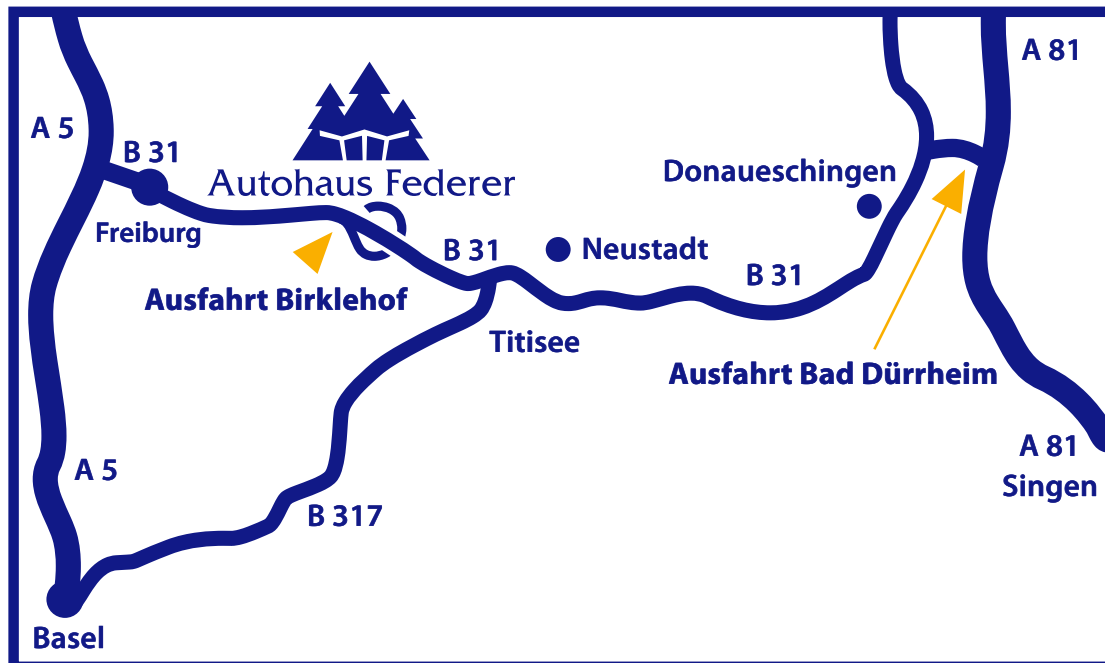 A 81
A 5
B 31
Donaueschingen
Autohaus Federer
Freiburg
B 31
Neustadt
B 31
Ausfahrt Birklehof
Titisee
Ausfahrt Bad Dürrheim
A 81
Singen
A 5
B 317
Basel